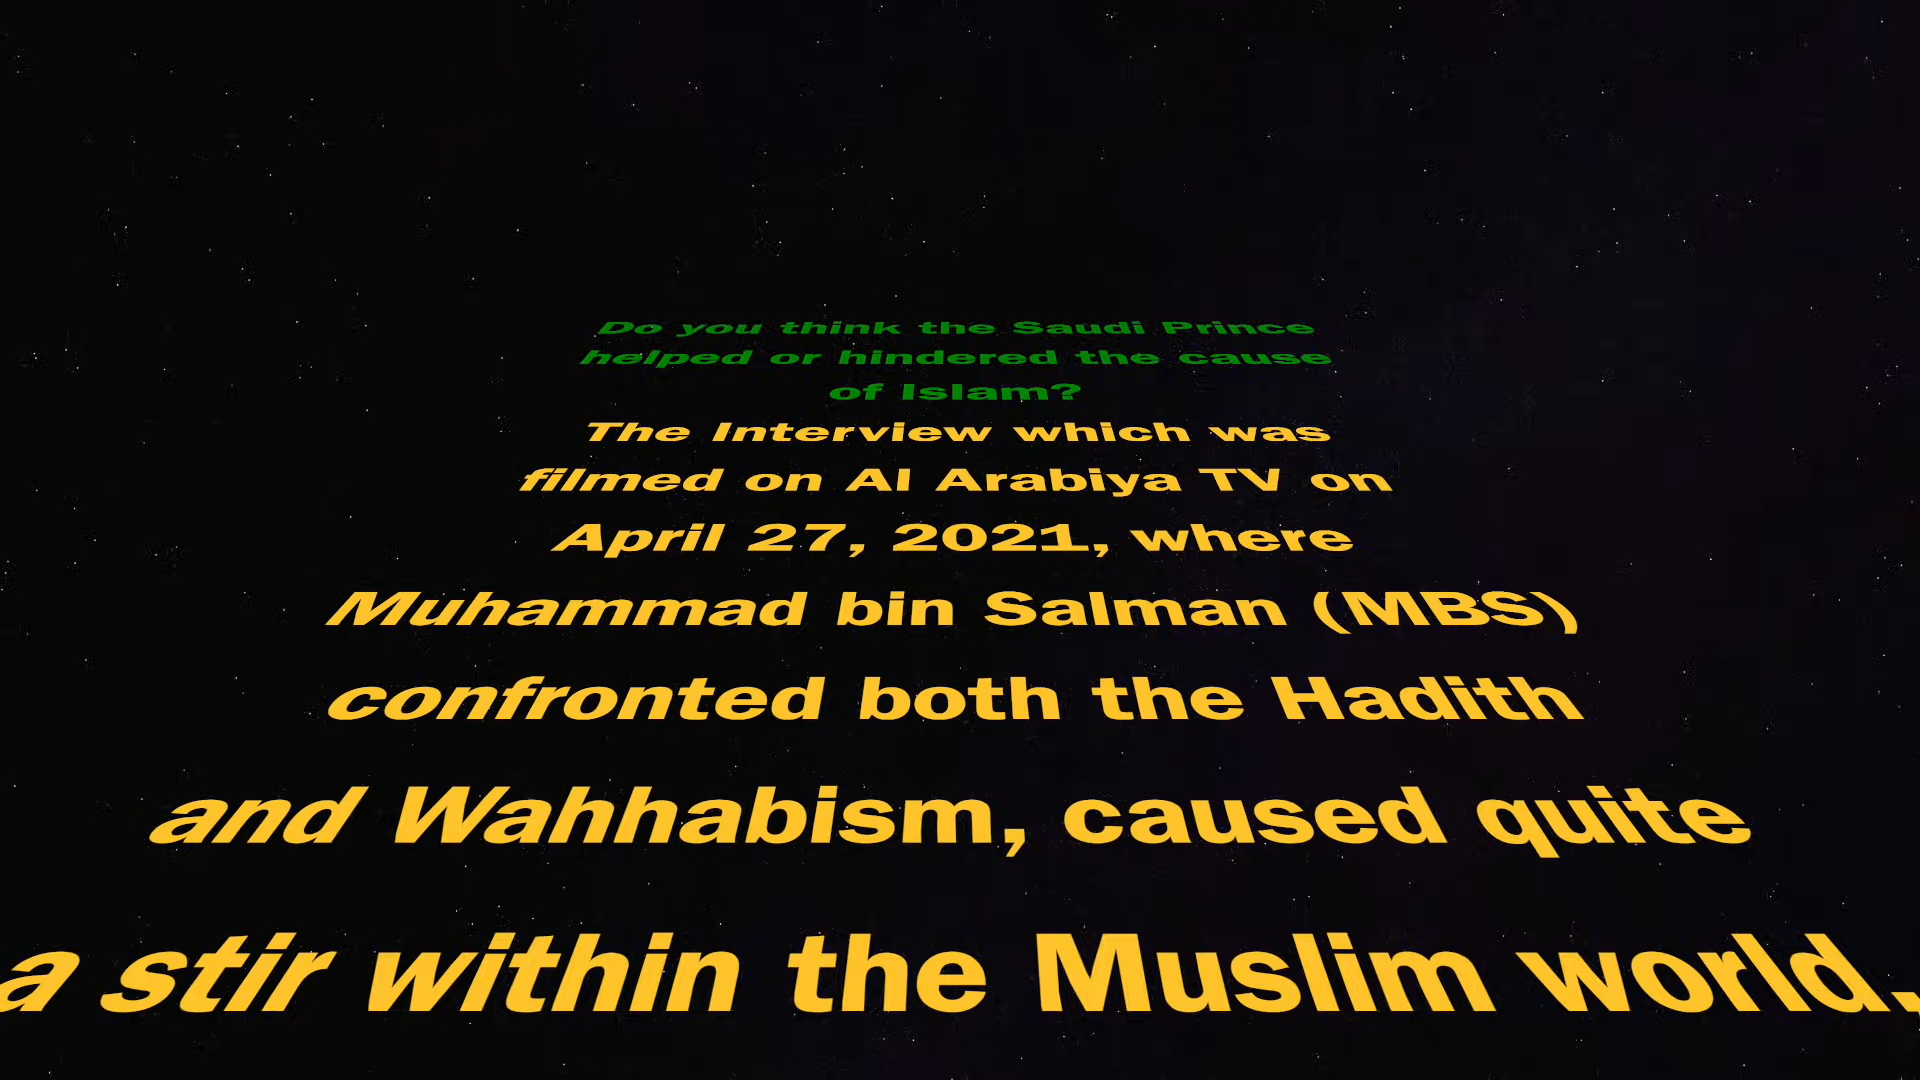 Do you think the Saudi Prince
helped or hindered the cause
of Islam?
The Interview which was
filmed on Al Arabiya TV on
April 27, 2021, where
Muhammad bin Salman (MBS)
confronted both the Hadith
and Wahhabism, caused quite
a stir within the Muslim world,